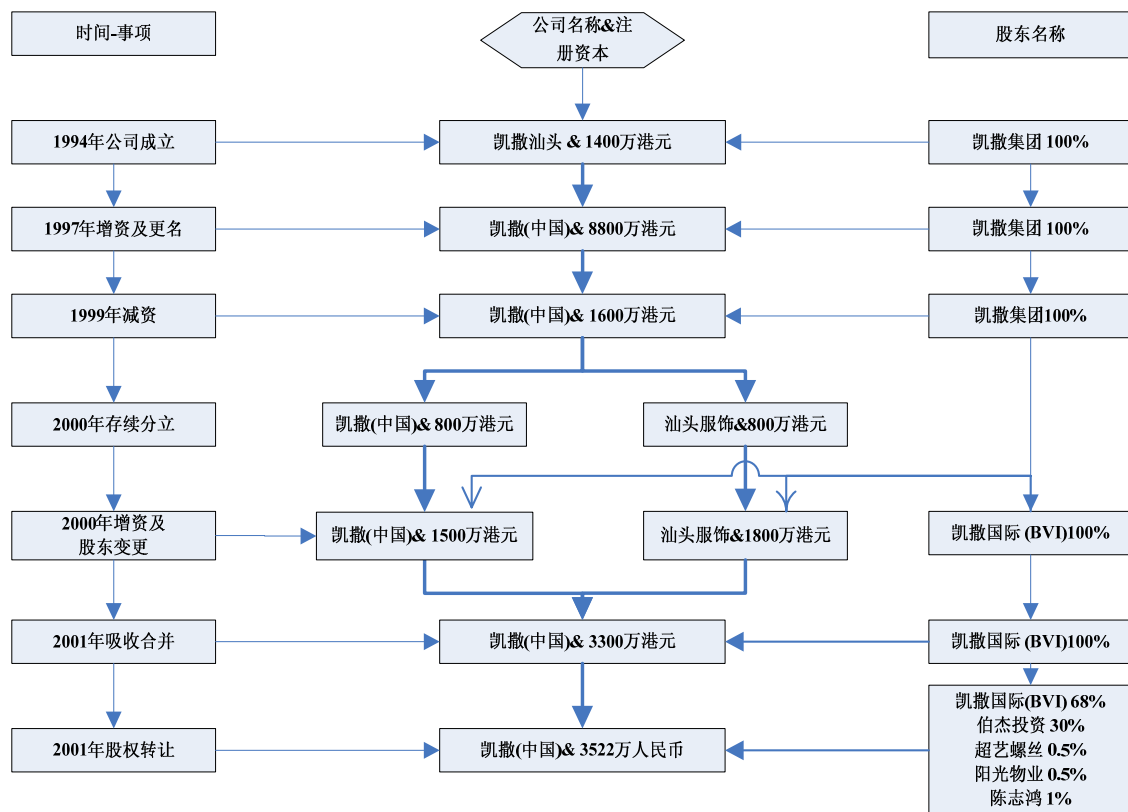 时间-事项
公司名称&注
册资本
股东名称
1994年公司成立
凯撒汕头 & 1400万港元
凯撒集团 100%
1997年增资及更名
凯撒(中国)& 8800万港元
凯撒集团 100%
1999年减资
凯撒(中国)& 1600万港元
凯撒集团100%
2000年存续分立
凯撒(中国)& 800万港元
汕头服饰&800万港元
2000年增资及
股东变更
凯撒(中国)& 1500万港元
汕头服饰&1800万港元
凯撒国际 (BVI)100%
2001年吸收合并
凯撒(中国)& 3300万港元
凯撒国际 (BVI)100%
2001年股权转让
凯撒(中国)& 3522万人民币
凯撒国际(BVI) 68%
伯杰投资 30%
超艺螺丝 0.5%
阳光物业 0.5%
陈志鸿 1%